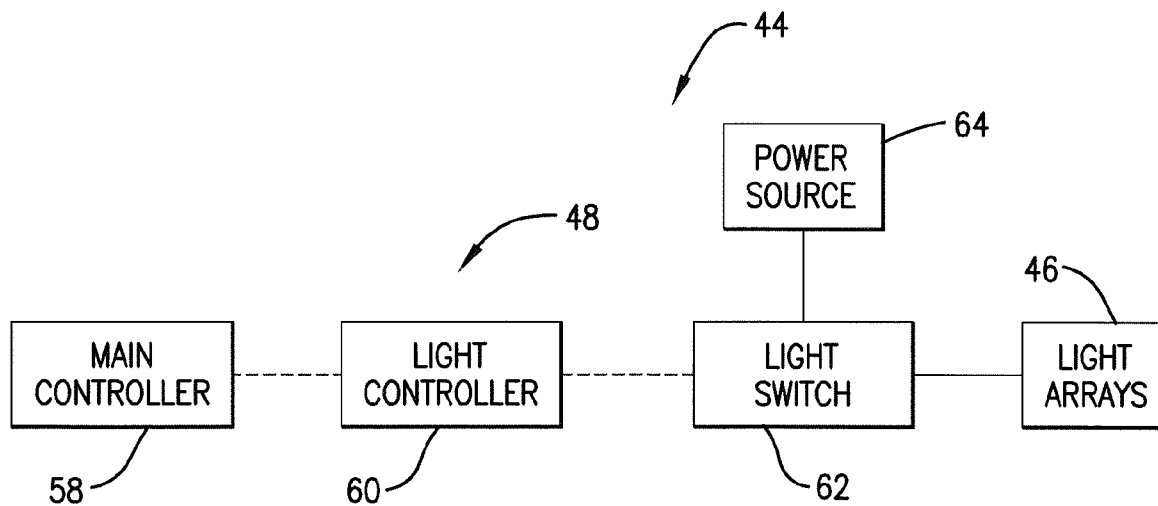 44
64
POWER
SOURCE
48
46
MAIN
CONTROLLER
LIGHT
CONTROLLER
LIGHT
SWITCH
LIGHT
ARRAYS
58
60
62